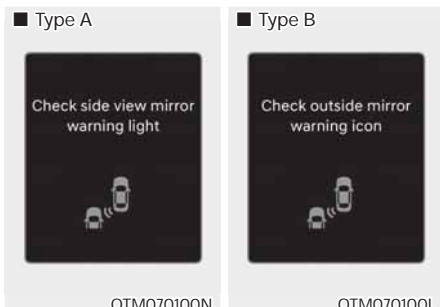 ■ Type A
Check side view mirror
warning light
OTM070100N
■ Type B
Check outside mirror
warning icon
OTM070100L